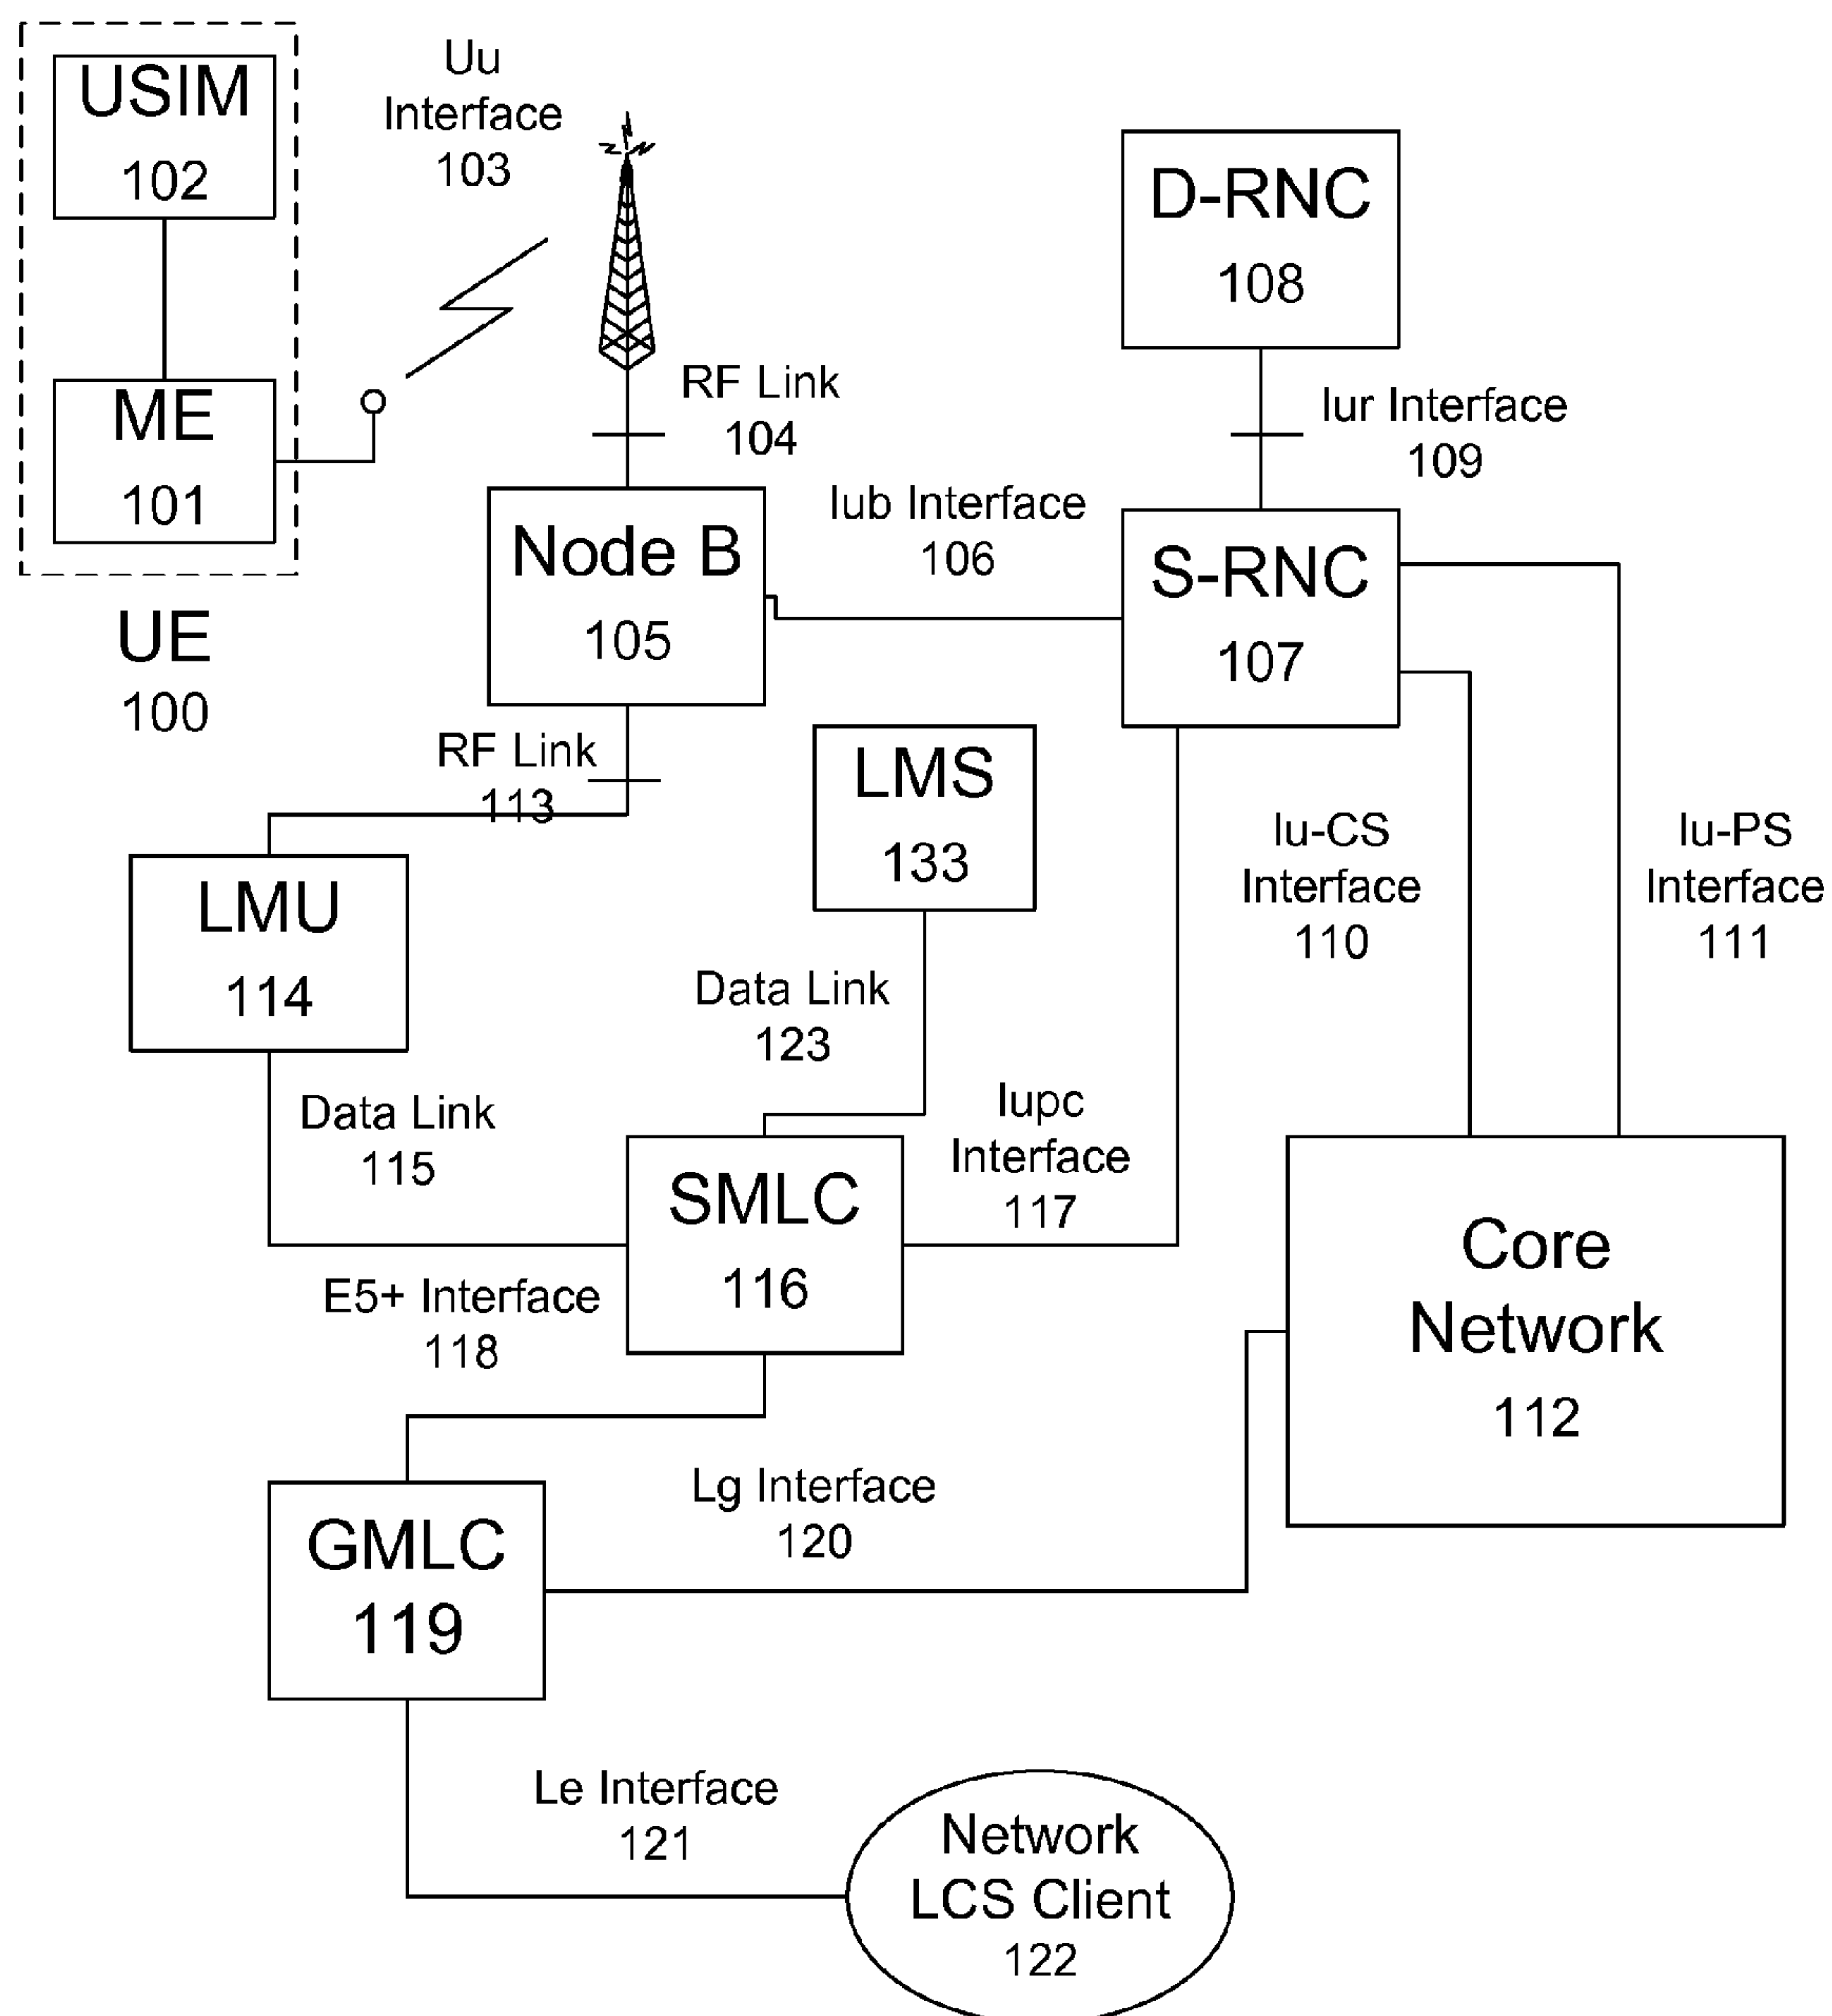 USIM
102
Uu
Interface
103
D-RNC
108
ME
101
RF Link
104
Iur Interface
109
Iub Interface
106
Node B
105
S-RNC
107
UE
100
RF Link
113
LMS
133
Iu-CS
Interface
110
Iu-PS
Interface
111
LMU
114
Data Link
123
Data Link
115
Iupc
Interface
117
SMLC
116
Core
Network
112
E5+ Interface
118
Lg Interface
120
GMLC
119
Le Interface
121
Network
LCS Client
122